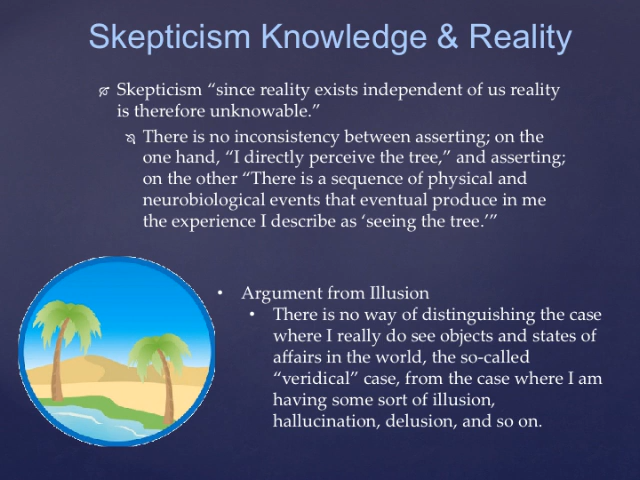 Skepticism Knowledge & Reality
Skepticism “since reality exists independent of us reality
is therefore unknowable.”
There is no inconsistency between asserting; on the
one hand, “I directly perceive the tree,” and asserting;
on the other “There is a sequence of physical and
neurobiological events that eventual produce in me
the experience I describe as ‘seeing the tree.’”
• Argument from Illusion
• There is no way of distinguishing the case
where I really do see objects and states of
affairs in the world, the so-called
“veridical” case, from the case where I am
having some sort of illusion,
hallucination, delusion, and so on.